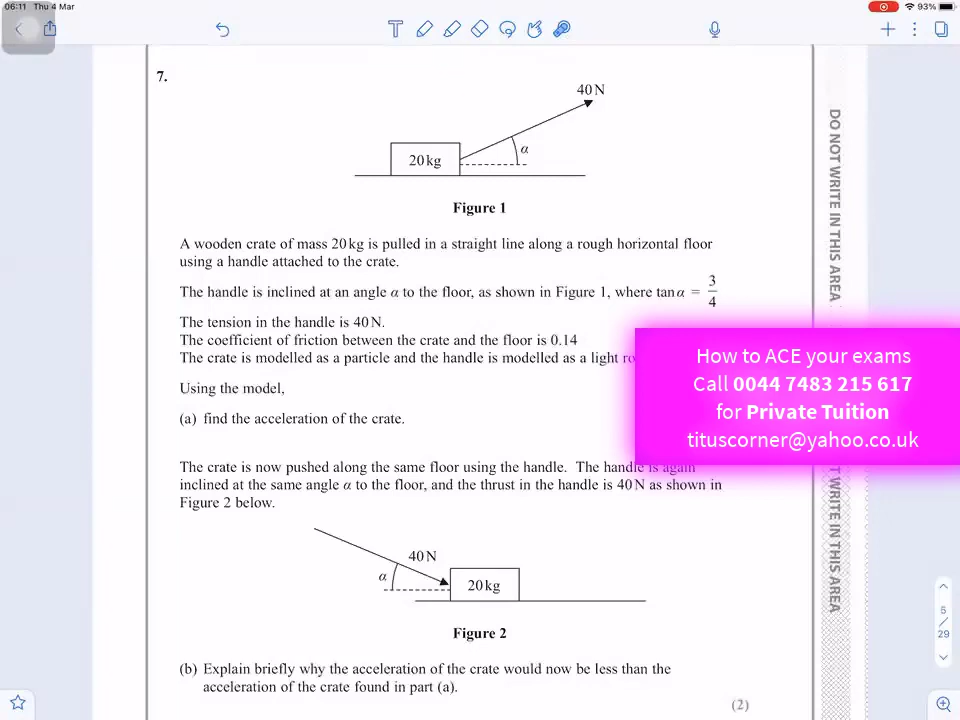 06:11 Thu 4 Mar
93%
7.
40 N
20 kg
α
Figure 1
A wooden crate of mass 20 kg is pulled in a straight line along a rough horizontal floor
using a handle attached to the crate.
The handle is inclined at an angle α to the floor, as shown in Figure 1, where tan α = 3/4
The tension in the handle is 40 N.
The coefficient of friction between the crate and the floor is 0.14
The crate is modelled as a particle and the handle is modelled as a light
Using the model,
(a) find the acceleration of the crate.
The crate is now pushed along the same floor using the handle. The handle is again
inclined at the same angle α to the floor, and the thrust in the handle is 40 N as shown in
Figure 2 below.
40 N
α
20 kg
Figure 2
(b) Explain briefly why the acceleration of the crate would now be less than the
acceleration of the crate found in part (a).
(2)
DO NOT WRITE IN THIS AREA
T WRITE IN THIS AREA
How to ACE your exams
Call 0044 7483 215 617
for Private Tuition
tituscorner@yahoo.co.uk
5
/
29